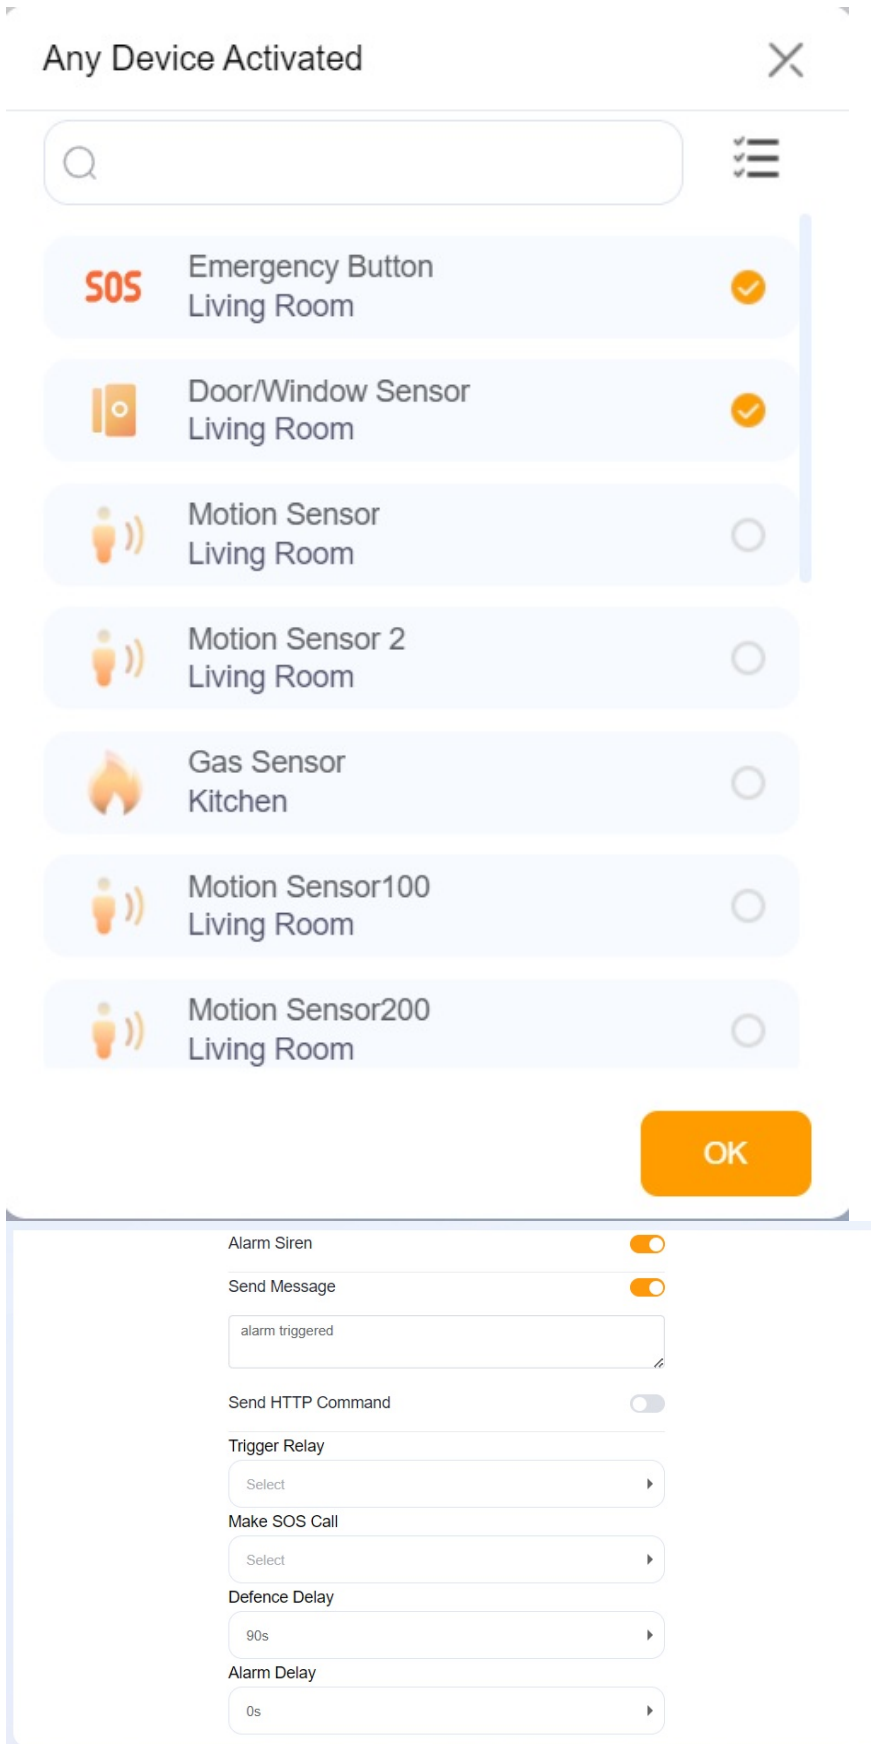 Any Device Activated
SOS
Emergency Button
Living Room
Door/Window Sensor
Living Room
Motion Sensor
Living Room
Motion Sensor 2
Living Room
Gas Sensor
Kitchen
Motion Sensor100
Living Room
Motion Sensor200
Living Room
OK
Alarm Siren
Send Message
alarm triggered
Send HTTP Command
Trigger Relay
Select
Make SOS Call
Select
Defence Delay
90s
Alarm Delay
0s